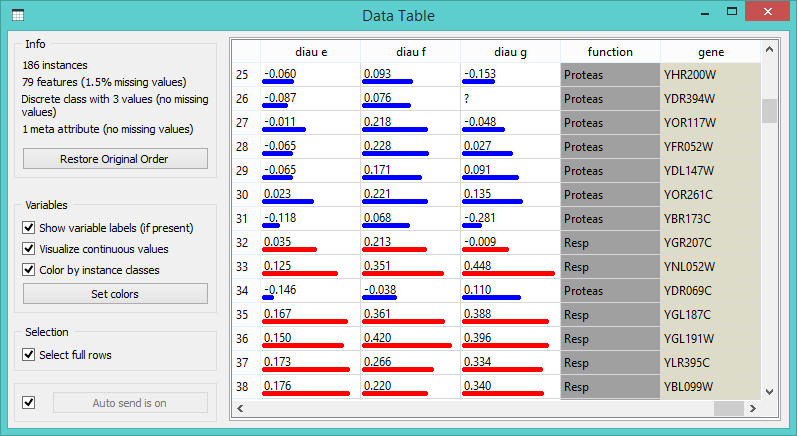 Data Table
Info
186 instances
79 features (1.5% missing values)
Discrete class with 3 values (no missing
values)
1 meta attribute (no missing values)
Restore Original Order
Variables
Show variable labels (if present)
Visualize continuous values
Color by instance classes
Set colors
Selection
Select full rows
Auto send is on
diau e diau f diau g function gene
25 -0.060 0.093 -0.153 Proteas YHR200W
26 -0.087 0.076 ? Proteas YDR394W
27 -0.011 0.218 -0.048 Proteas YOR117W
28 -0.065 0.228 0.027 Proteas YFR052W
29 -0.065 0.171 0.091 Proteas YDL147W
30 0.023 0.221 0.135 Proteas YOR261C
31 -0.118 0.068 -0.281 Proteas YBR173C
32 0.035 0.213 -0.009 Resp YGR207C
33 0.125 0.351 0.448 Resp YNL052W
34 -0.146 -0.038 0.110 Proteas YDR069C
35 0.167 0.361 0.388 Resp YGL187C
36 0.150 0.420 0.396 Resp YGL191W
37 0.173 0.266 0.334 Resp YLR395C
38 0.176 0.220 0.340 Resp YBL099W